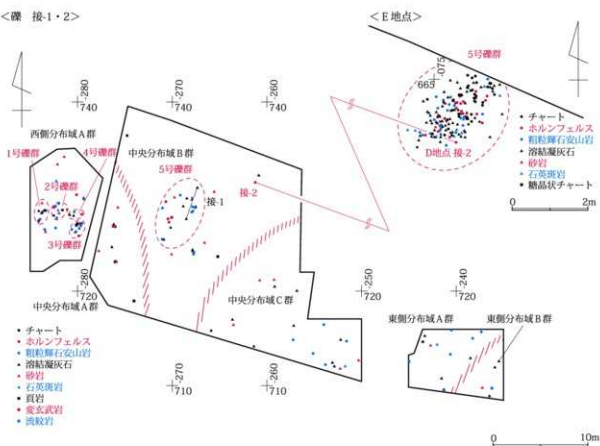 ＜礫 接-1・2＞
＜E地点＞
5号礫群
-075
665
D地点 接-2
チャート
ホルンフェルス
粗粒輝石安山岩
溶結凝灰石
砂岩
石英斑岩
黒晶状チャート
0 2m
-280
740
-270
740
-260
740
西側分布域A群
1号礫群
4号礫群
2号礫群
3号礫群
中央分布域B群
5号礫群
接-1
接-2
-280
720
中央分布域A群
中央分布域C群
-250
720
-240
720
東側分布域A群
東側分布域B群
チャート
ホルンフェルス
粗粒輝石安山岩
溶結凝灰石
砂岩
石英斑岩
頁岩
変玄武岩
流紋岩
-270
710
-260
710
0 10m